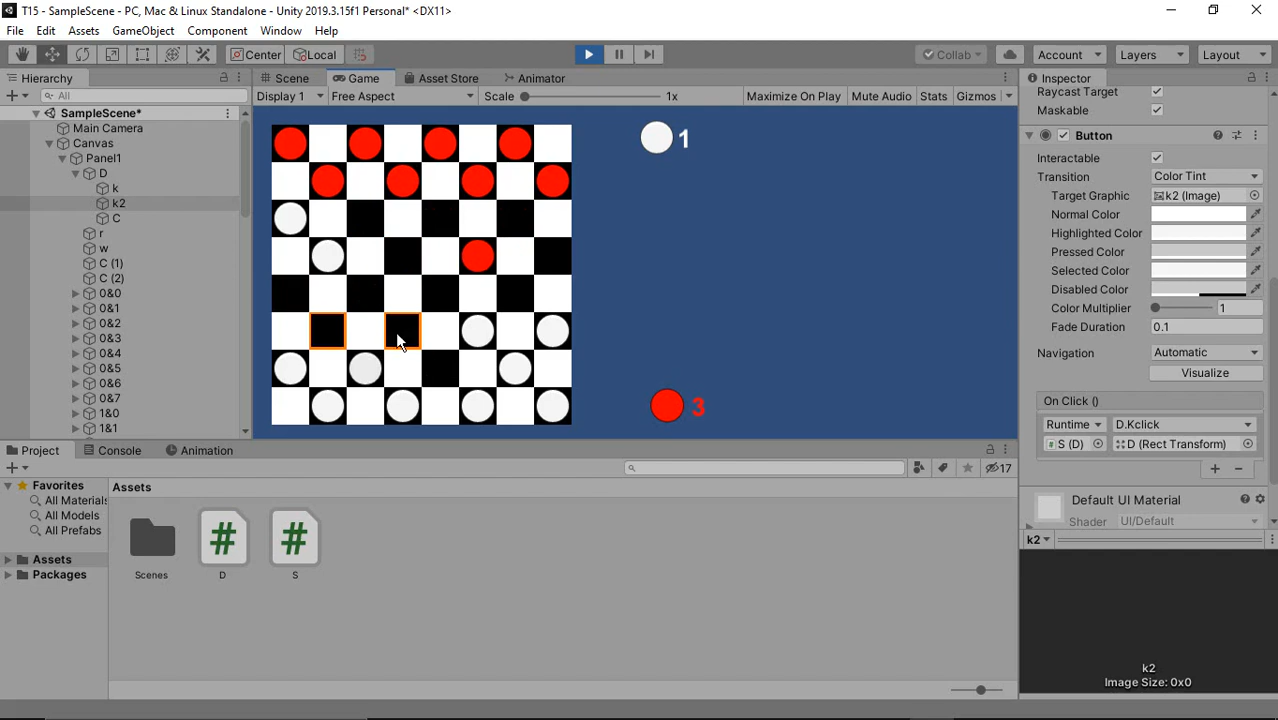 T15 - SampleScene - PC, Mac & Linux Standalone - Unity 2019.3.15f1 Personal* <DX11>
File Edit Assets GameObject Component Window Help
Center Local Collab Account Layers Layout
Hierarchy Scene Game Asset Store Animator Inspector
All Display 1 Free Aspect Scale 1x Maximize On Play Mute Audio Stats Gizmos
Raycast Target
Maskable
SampleScene*
Main Camera
Canvas
Panel1
D
k
k2
C
r
w
C (1)
C (2)
0&0
0&1
0&2
0&3
0&4
0&5
0&6
0&7
1&0
1&1
1
3
Button
Interactable
Transition Color Tint
Target Graphic k2 (Image)
Normal Color
Highlighted Color
Pressed Color
Selected Color
Disabled Color
Color Multiplier 1
Fade Duration 0.1
Navigation Automatic
Visualize
On Click ()
Runtime D.Kclick
S (D) D (Rect Transform)
Default UI Material
Shader UI/Default
k2
k2
Image Size: 0x0
Project Console Animation
17
Favorites
All Materials
All Models
All Prefabs
Assets
Packages
Assets
Scenes D S